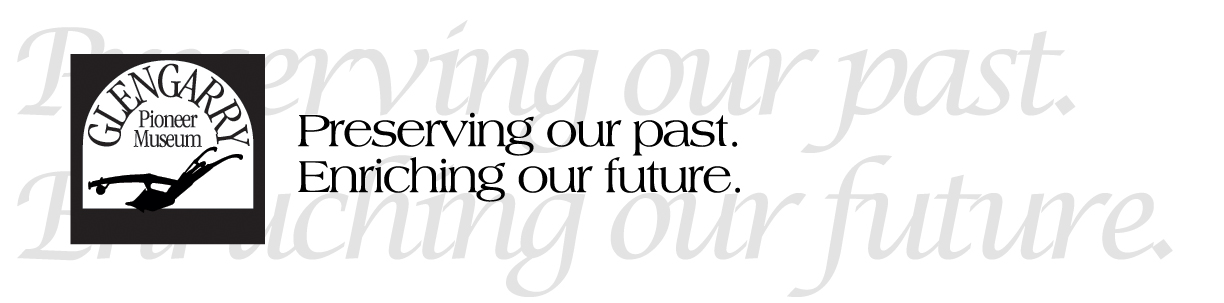 Preserving our past.
GLENGARRY
Pioneer
Museum
Preserving our past.
Enriching our future.
Enriching our future.